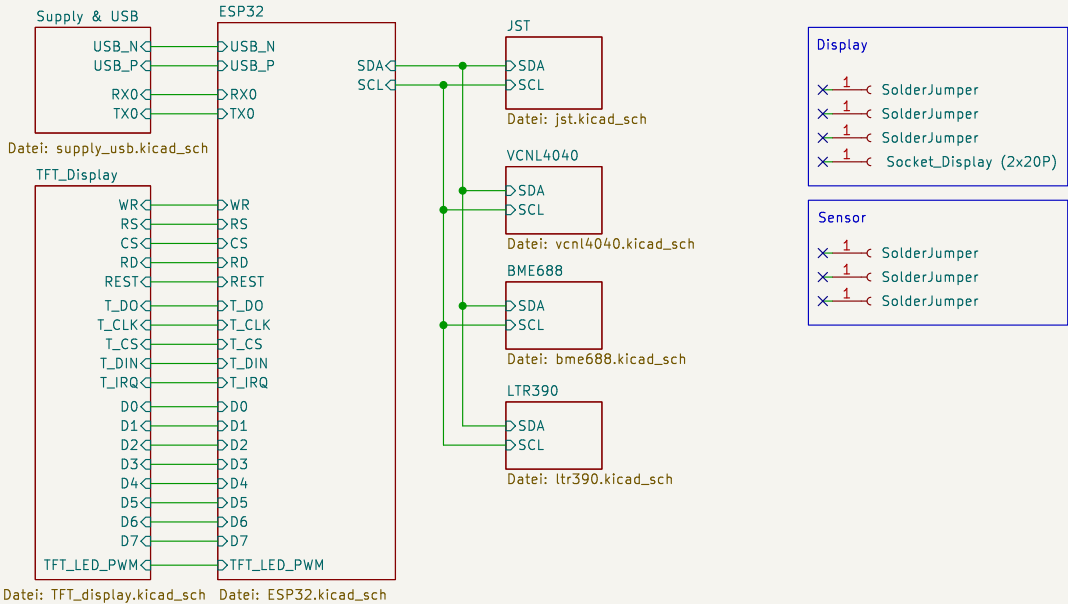 Supply & USB
USB_N
USB_P
RX0
TX0
Datei: supply_usb.kicad_sch
TFT_Display
WR
RS
CS
RD
REST
T_DO
T_CLK
T_CS
T_DIN
T_IRQ
D0
D1
D2
D3
D4
D5
D6
D7
TFT_LED_PWM
Datei: TFT_display.kicad_sch
ESP32
USB_N
USB_P
RX0
TX0
WR
RS
CS
RD
REST
T_DO
T_CLK
T_CS
T_DIN
T_IRQ
D0
D1
D2
D3
D4
D5
D6
D7
TFT_LED_PWM
SDA
SCL
Datei: ESP32.kicad_sch
JST
SDA
SCL
Datei: jst.kicad_sch
VCNL4040
SDA
SCL
Datei: vcnl4040.kicad_sch
BME688
SDA
SCL
Datei: bme688.kicad_sch
LTR390
SDA
SCL
Datei: ltr390.kicad_sch
Display
1 SolderJumper
1 SolderJumper
1 SolderJumper
1 Socket_Display (2x20P)
Sensor
1 SolderJumper
1 SolderJumper
1 SolderJumper